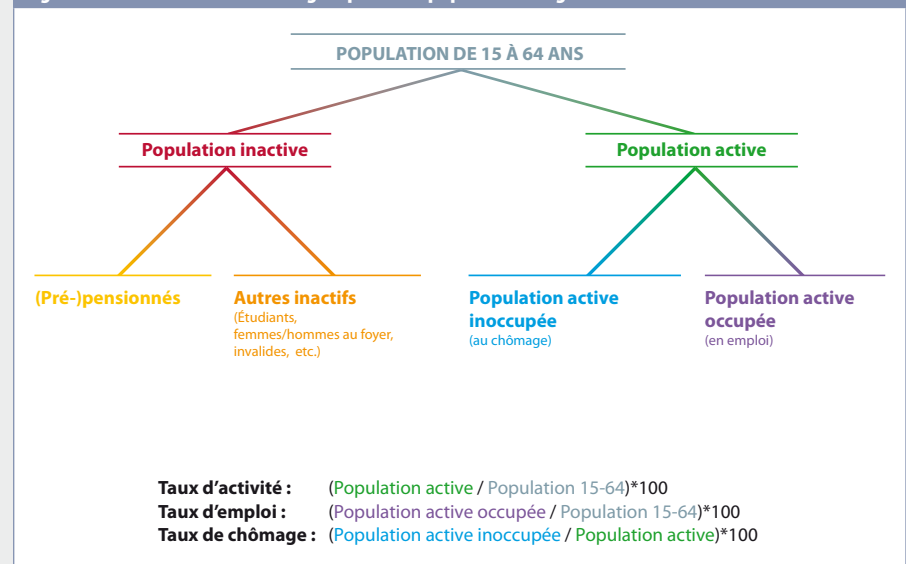 POPULATION DE 15 À 64 ANS
Population inactive
Population active
(Pré-)pensionnés
Autres inactifs
(Étudiants,
femmes/hommes au foyer,
invalides, etc.)
Population active
inoccupée
(au chômage)
Population active
occupée
(en emploi)
Taux d'activité : (Population active / Population 15-64)*100
Taux d'emploi : (Population active occupée / Population 15-64)*100
Taux de chômage : (Population active inoccupée / Population active)*100